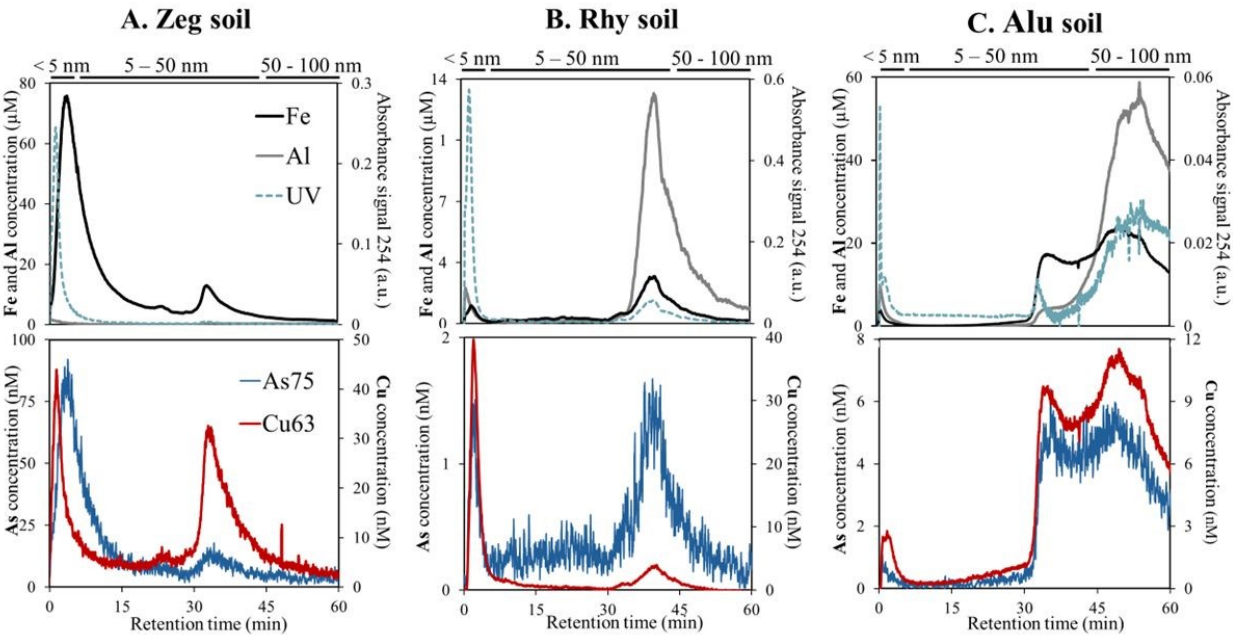 A. Zeg soil
B. Rhy soil
C. Alu soil
< 5 nm 5 – 50 nm 50 - 100 nm
< 5 nm 5 – 50 nm 50 - 100 nm
< 5 nm 5 – 50 nm 50 - 100 nm
Fe and Al concentration (µM)
80
60
40
20
0
Fe
Al
UV
0.3
0.2
0.1
0
Absorbance signal 254 (a.u.)
Fe and Al concentration (µM)
14
1
7
4
0
0.6
0.4
0.2
0
Absorbance signal 254 (a.u.)
Fe and Al concentration (µM)
60
40
20
0
0.06
0.04
0.02
0
Absorbance signal 254 (a.u.)
As concentration (nM)
100
75
50
25
0
As75
Cu63
50
40
30
20
10
0
Cu concentration (nM)
0 15 30 45 60
Retention time (min)
As concentration (nM)
2
1
0
40
30
20
10
0
Cu concentration (nM)
0 15 30 45 60
Retention time (min)
As concentration (nM)
8
6
4
2
0
12
9
6
3
0
Cu concentration (nM)
0 15 30 45 60
Retention time (min)